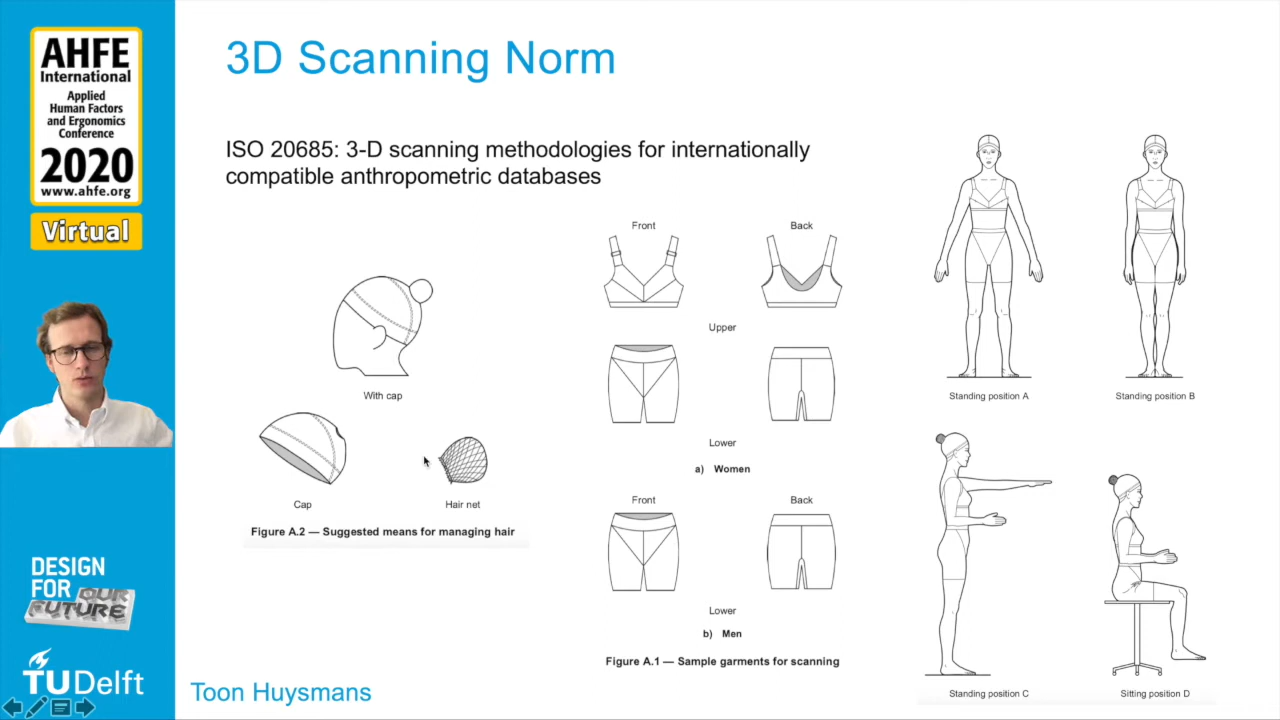 AHFE
International
Applied
Human Factors
and Ergonomics
Conference
2020
www.ahfe.org
Virtual
DESIGN
FOR
OUR
FUTURE
TUDelft
3D Scanning Norm
ISO 20685: 3-D scanning methodologies for internationally
compatible anthropometric databases
With cap
Cap
Hair net
Figure A.2 — Suggested means for managing hair
Front
Back
Upper
Lower
a) Women
Front
Back
Lower
b) Men
Figure A.1 — Sample garments for scanning
Standing position A
Standing position B
Standing position C
Sitting position D
Toon Huysmans